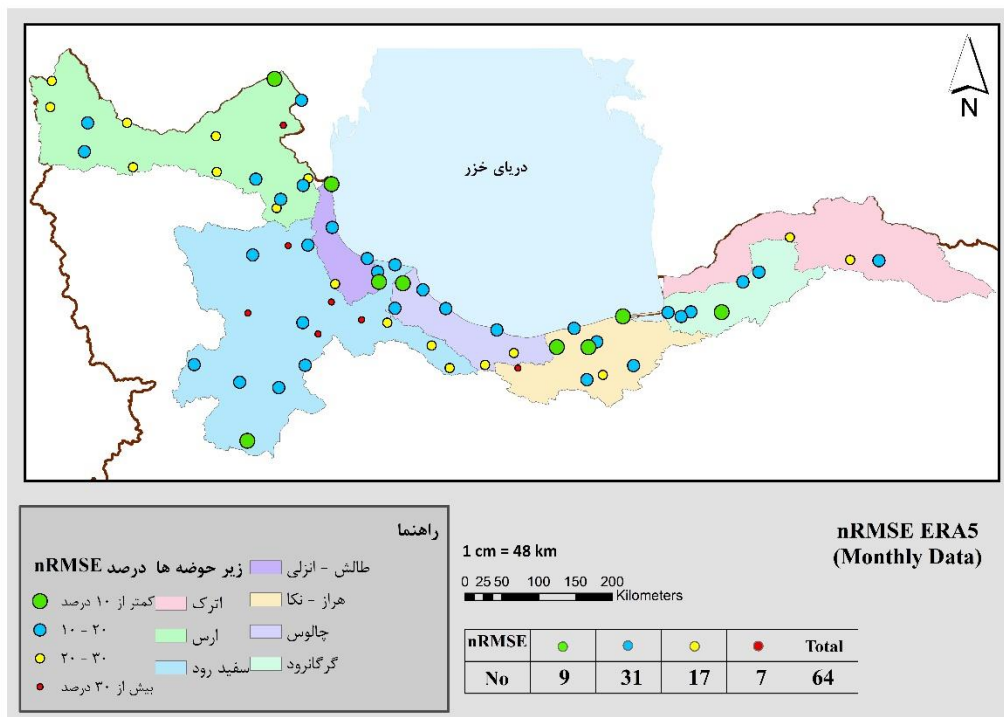 N
دریای خزر
راهنما
درصد nRMSE
کمتر از ۱۰ درصد
۱۰ - ۲۰
۲۰ - ۳۰
بیش از ۳۰ درصد
زیر حوضه ها
اترک
ارس
سفید رود
طالش - انزلی
هراز - نکا
چالوس
گرگانرود
1 cm = 48 km
0 25 50 100 150 200
Kilometers
nRMSE ERA5
(Monthly Data)
nRMSE Total
No 9 31 17 7 64